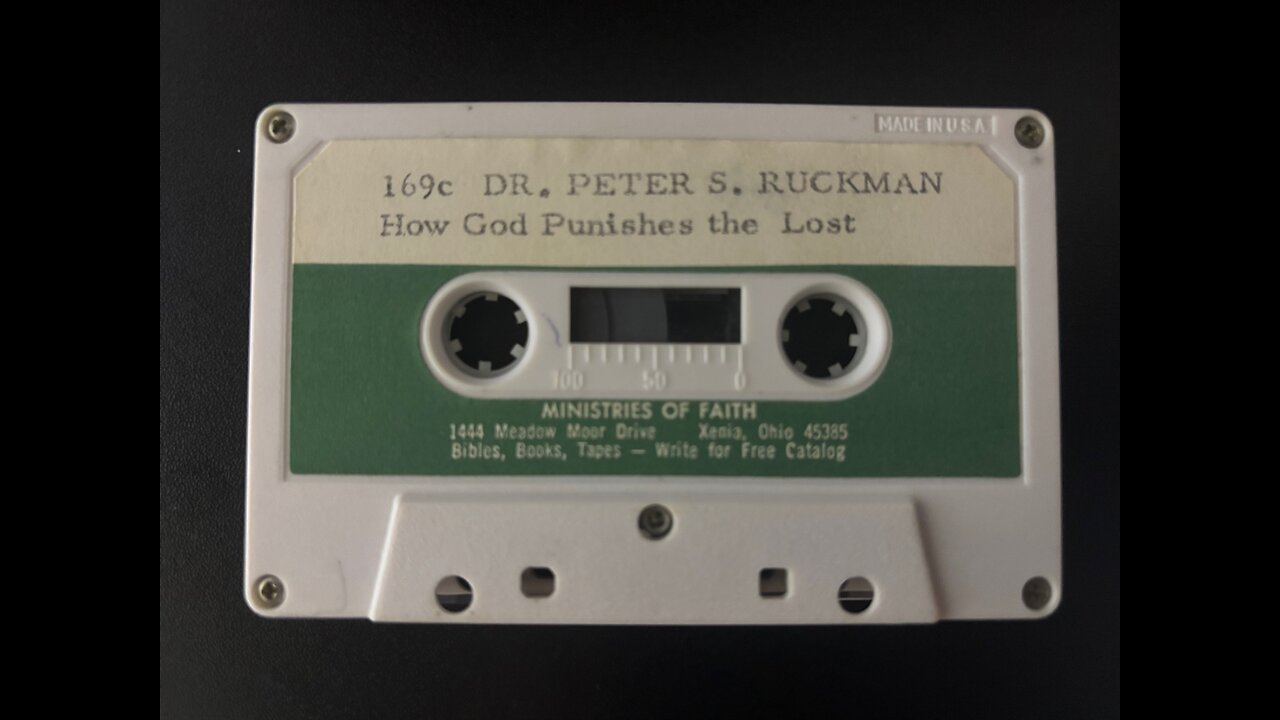 MADE IN U.S.A.
169c DR. PETER S. RUCKMAN
How God Punishes the Lost
100 50 0
MINISTRIES OF FAITH
1444 Meadow Moor Drive Xenia, Ohio 45385
Bibles, Books, Tapes — Write for Free Catalog